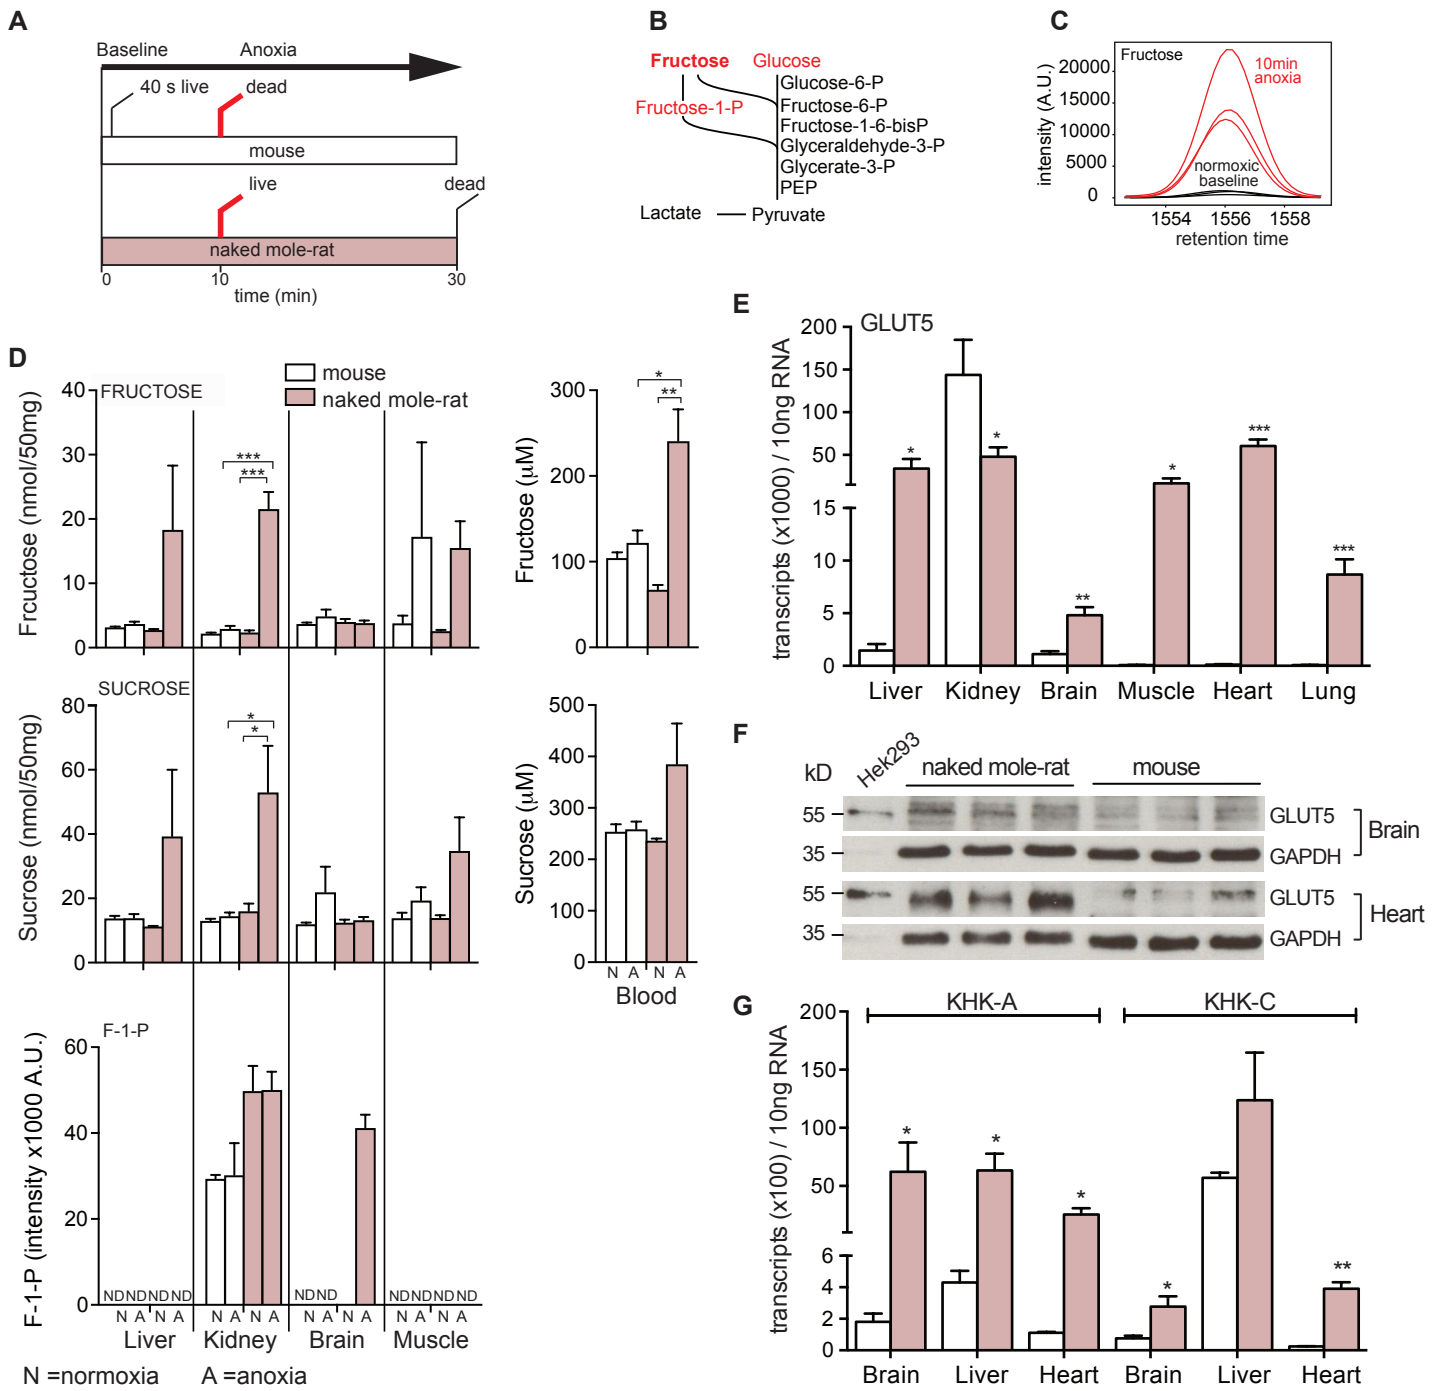 A
Baseline
Anoxia
40 s live
dead
mouse
live
dead
naked mole-rat
0
10
30
time (min)
B
Fructose
Glucose
Glucose-6-P
Fructose-1-P
Fructose-6-P
Fructose-1-6-bisP
Glyceraldehyde-3-P
Glycerate-3-P
PEP
Lactate
Pyruvate
C
Fructose
10min
anoxia
normoxic
baseline
intensity (A.U.)
20000
15000
10000
5000
0
1554 1556 1558
retention time
D
mouse
naked mole-rat
FRUCTOSE
Frcuctose (nmol/50mg)
40
30
20
10
0
***
***
Fructose (µM)
300
200
100
0
*
**
SUCROSE
Sucrose (nmol/50mg)
80
60
40
20
0
*
*
Sucrose (µM)
500
400
300
200
100
0
N A N A
Blood
F-1-P
F-1-P (intensity x1000 A.U.)
60
40
20
0
ND ND ND ND
ND ND
ND ND ND ND
N A N A N A N A N A N A N A N A
Liver Kidney Brain Muscle
N =normoxia A =anoxia
E
GLUT5
transcripts (x1000) / 10ng RNA
200
150
100
50
15
10
5
0
*
*
**
*
***
***
Liver Kidney Brain Muscle Heart Lung
F
kD
Hek293
naked mole-rat
mouse
55
GLUT5
35
GAPDH
Brain
55
GLUT5
35
GAPDH
Heart
G
KHK-A
KHK-C
transcripts (x100) / 10ng RNA
200
150
100
50
6
4
2
0
*
*
*
*
**
Brain Liver Heart Brain Liver Heart